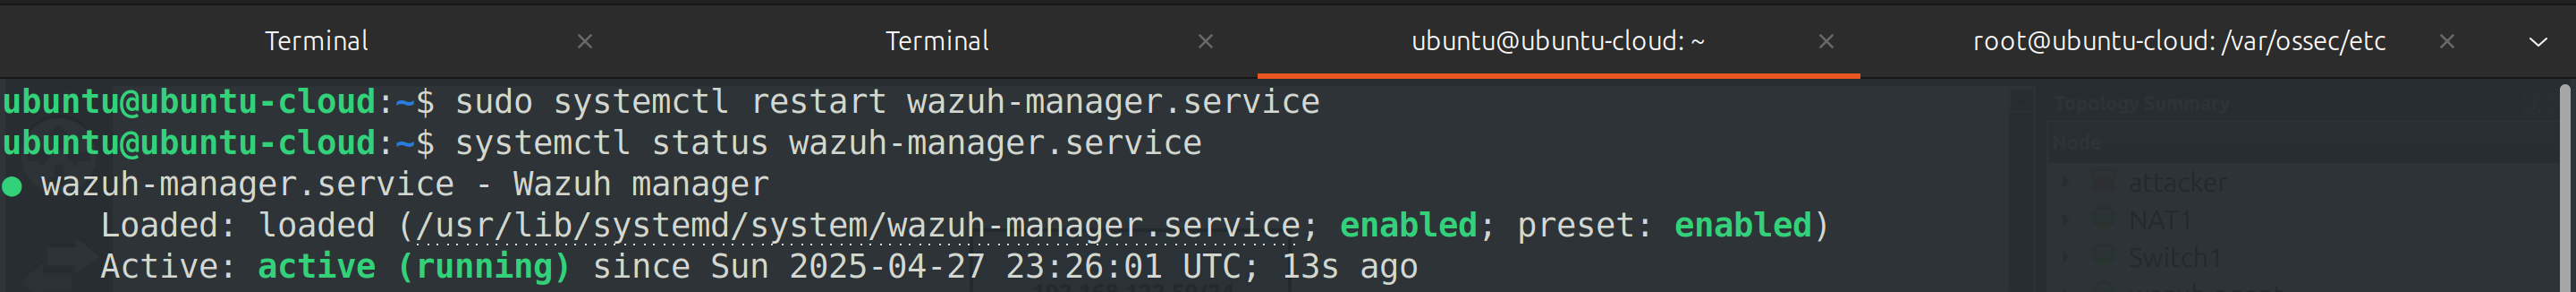 Terminal × Terminal × ubuntu@ubuntu-cloud: ~ × root@ubuntu-cloud: /var/ossec/etc ×
ubuntu@ubuntu-cloud:~$ sudo systemctl restart wazuh-manager.service
ubuntu@ubuntu-cloud:~$ systemctl status wazuh-manager.service
● wazuh-manager.service - Wazuh manager
Loaded: loaded (/usr/lib/systemd/system/wazuh-manager.service; enabled; preset: enabled)
Active: active (running) since Sun 2025-04-27 23:26:01 UTC; 13s ago
Topology Summary
Node
attacker
NAT1
Switch1